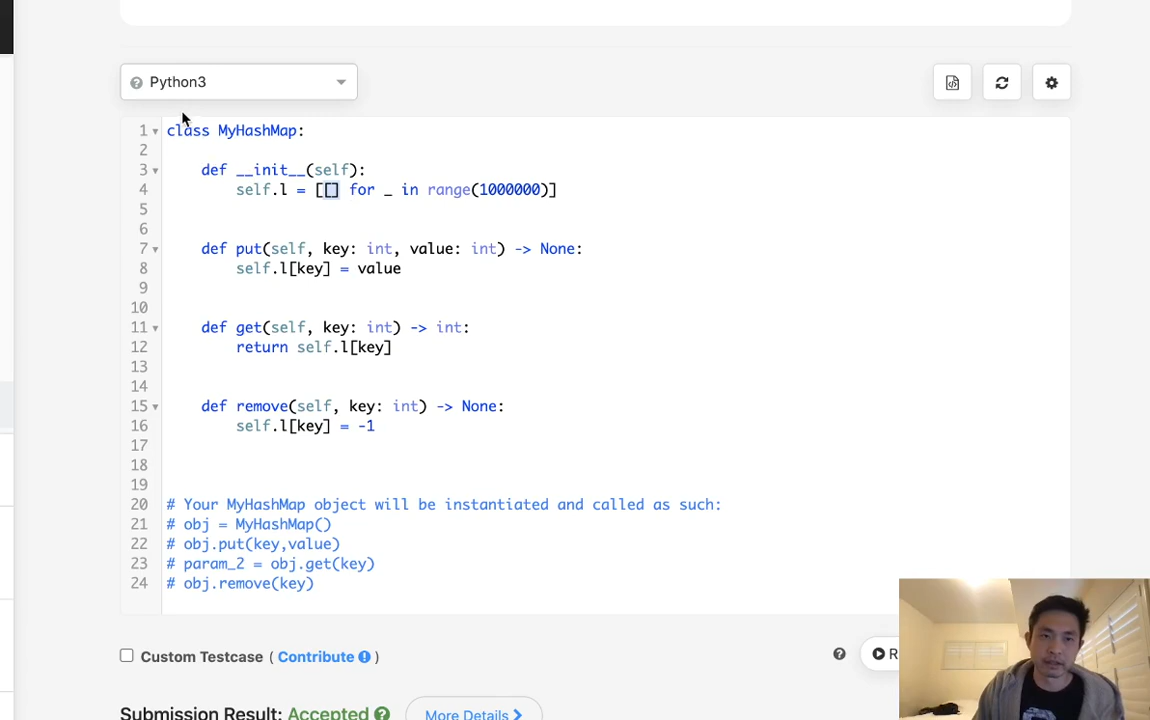 Python3
1 class MyHashMap:
2
3 def __init__(self):
4 self.l = [[] for _ in range(1000000)]
5
6
7 def put(self, key: int, value: int) -> None:
8 self.l[key] = value
9
10
11 def get(self, key: int) -> int:
12 return self.l[key]
13
14
15 def remove(self, key: int) -> None:
16 self.l[key] = -1
17
18
19
20 # Your MyHashMap object will be instantiated and called as such:
21 # obj = MyHashMap()
22 # obj.put(key,value)
23 # param_2 = obj.get(key)
24 # obj.remove(key)
Custom Testcase ( Contribute )
Submission Result: Accepted More Details >